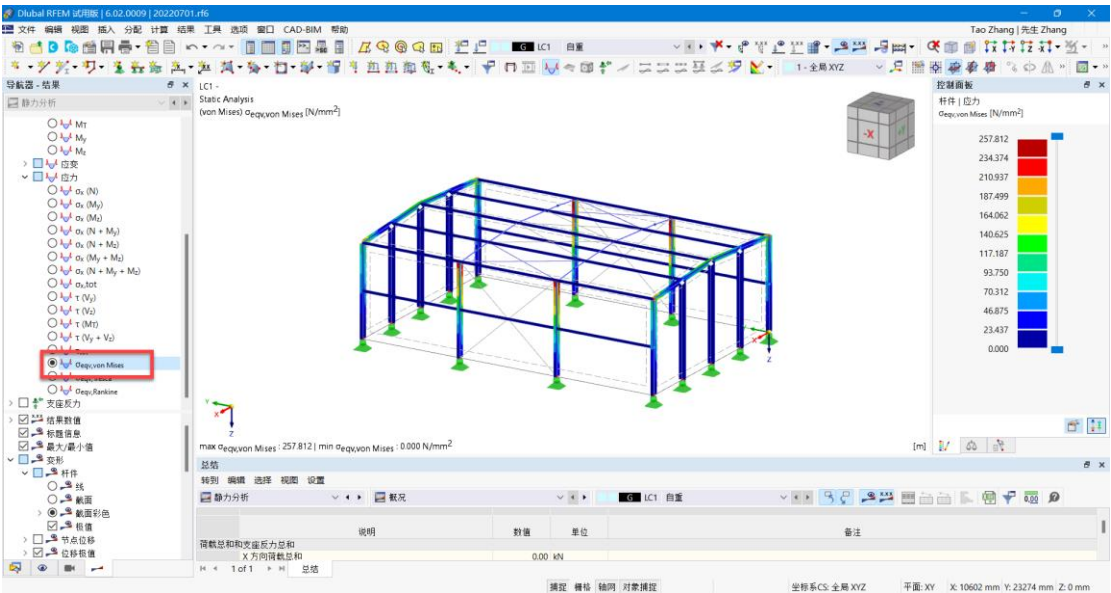 Dlubal RFEM 试用版 | 6.02.0009 | 20220701.rf6
文件 编辑 视图 插入 分配 计算 结果 工具 选项 窗口 CAD-BIM 帮助
Tao Zhang | 先生 Zhang
G LC1 自重
1 - 全局 XYZ
导航器 - 结果
静力分析
MT
My
Mz
应变
应力
σx (N)
σx (My)
σx (Mz)
σx (N + My)
σx (N + Mz)
σx (My + Mz)
σx (N + My + Mz)
σx,tot
τ (Vy)
τ (Vz)
τ (MT)
τ (Vy + Vz)
σeqv,von Mises
σeqv,Rankine
支座反力
结果数值
标题信息
最大/最小值
变形
杆件
线
截面
截面彩色
极值
节点位移
位移极值
LC1 -
Static Analysis
(von Mises) σeqv,von Mises [N/mm2]
-X
Y
X
Z
X
Z
max σeqv,von Mises : 257.812 | min σeqv,von Mises : 0.000 N/mm2
[m]
控制面板
杆件 | 应力
σeqv,von Mises [N/mm2]
257.812
234.374
210.937
187.499
164.062
140.625
117.187
93.750
70.312
46.875
23.437
0.000
总结
转到 编辑 选择 视图 设置
静力分析 概况 G LC1 自重
说明 数值 单位 备注
荷载总和和支座反力总和
X 方向荷载总和 0.00 kN
1 of 1 总结
捕捉 栅格 轴网 对象捕捉 坐标系CS: 全局 XYZ 平面: XY X: 10602 mm Y: 23274 mm Z: 0 mm